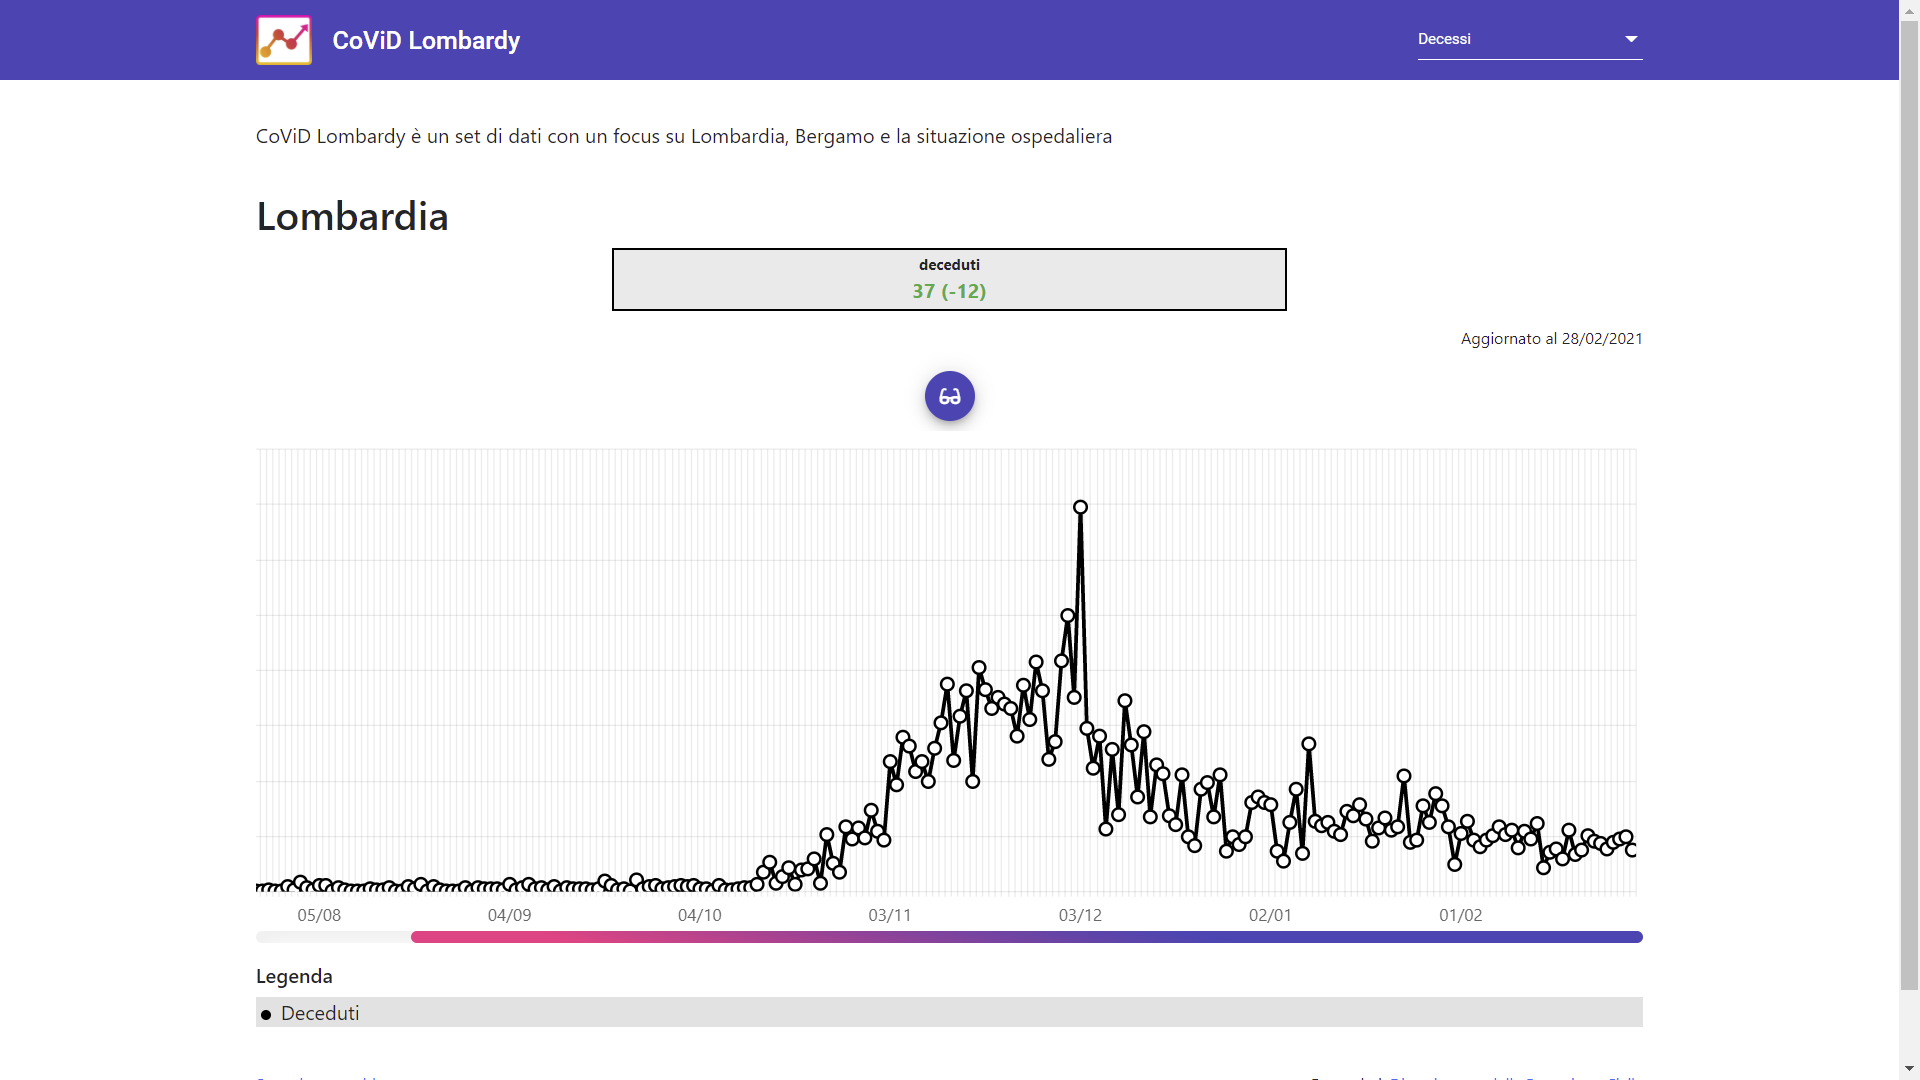 CoViD Lombardy
Decessi
CoViD Lombardy è un set di dati con un focus su Lombardia, Bergamo e la situazione ospedaliera
Lombardia
deceduti
37 (-12)
Aggiornato al 28/02/2021
05/08 04/09 04/10 03/11 03/12 02/01 01/02
Legenda
Deceduti